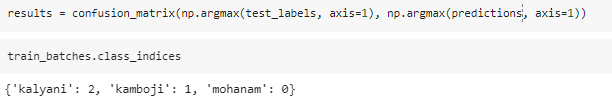 results = confusion_matrix(np.argmax(test_labels, axis=1), np.argmax(predictions, axis=1))
train_batches.class_indices
{'kalyani': 2, 'kamboji': 1, 'mohanam': 0}